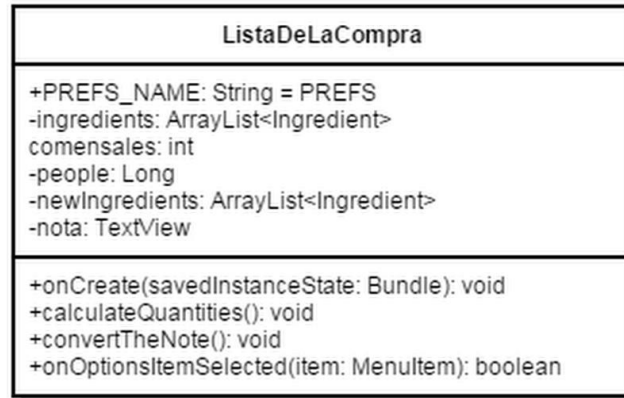 ListaDeLaCompra
+PREFS_NAME: String = PREFS
-ingredients: ArrayList<Ingredient>
comensales: int
-people: Long
-newIngredients: ArrayList<Ingredient>
-nota: TextView
+onCreate(savedInstanceState: Bundle): void
+calculateQuantities(): void
+convertTheNote(): void
+onOptionsItemSelected(item: MenuItem): boolean